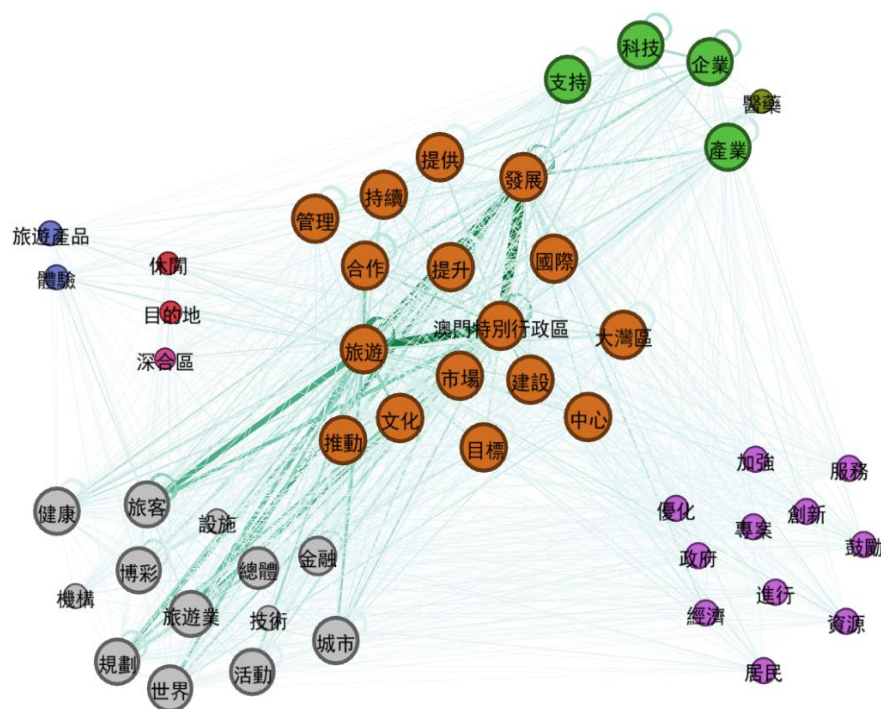 科技
企業
支持
醫藥
產業
提供
發展
持續
管理
旅遊產品
休閒
合作
提升
國際
體驗
目的地
澳門特別行政區
大灣區
旅遊
深合區
市場
建設
文化
中心
推動
目標
加強
服務
健康
旅客
設施
優化
專案
創新
鼓勵
博彩
總體
金融
政府
機構
旅遊業
技術
經濟
進行
資源
城市
規劃
世界
活動
居民